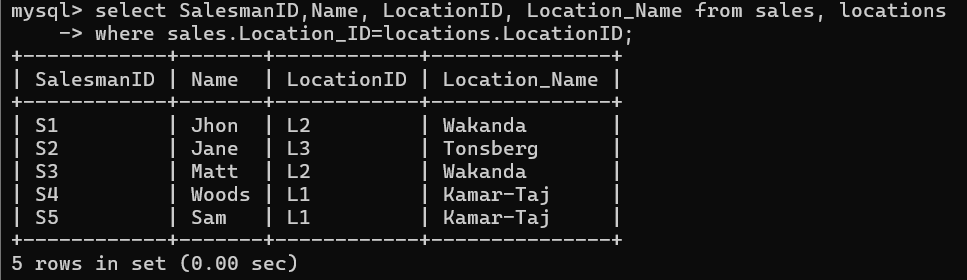 mysql> select SalesmanID,Name, LocationID, Location_Name from sales, locations
    -> where sales.Location_ID=locations.LocationID;
+------------+-------+------------+---------------+
| SalesmanID | Name  | LocationID | Location_Name |
+------------+-------+------------+---------------+
| S1         | Jhon  | L2         | Wakanda       |
| S2         | Jane  | L3         | Tonsberg      |
| S3         | Matt  | L2         | Wakanda       |
| S4         | Woods | L1         | Kamar-Taj     |
| S5         | Sam   | L1         | Kamar-Taj     |
+------------+-------+------------+---------------+
5 rows in set (0.00 sec)